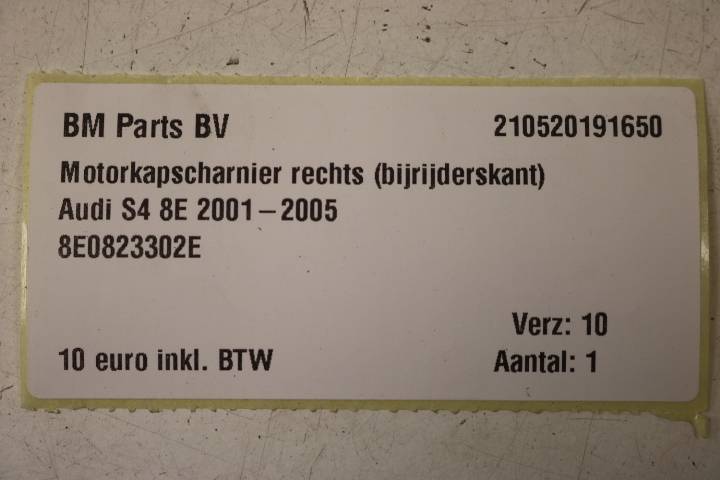 BM Parts BV 210520191650
Motorkapscharnier rechts (bijrijderskant)
Audi S4 8E 2001-2005
8E0823302E
Verz: 10
10 euro inkl. BTW Aantal: 1